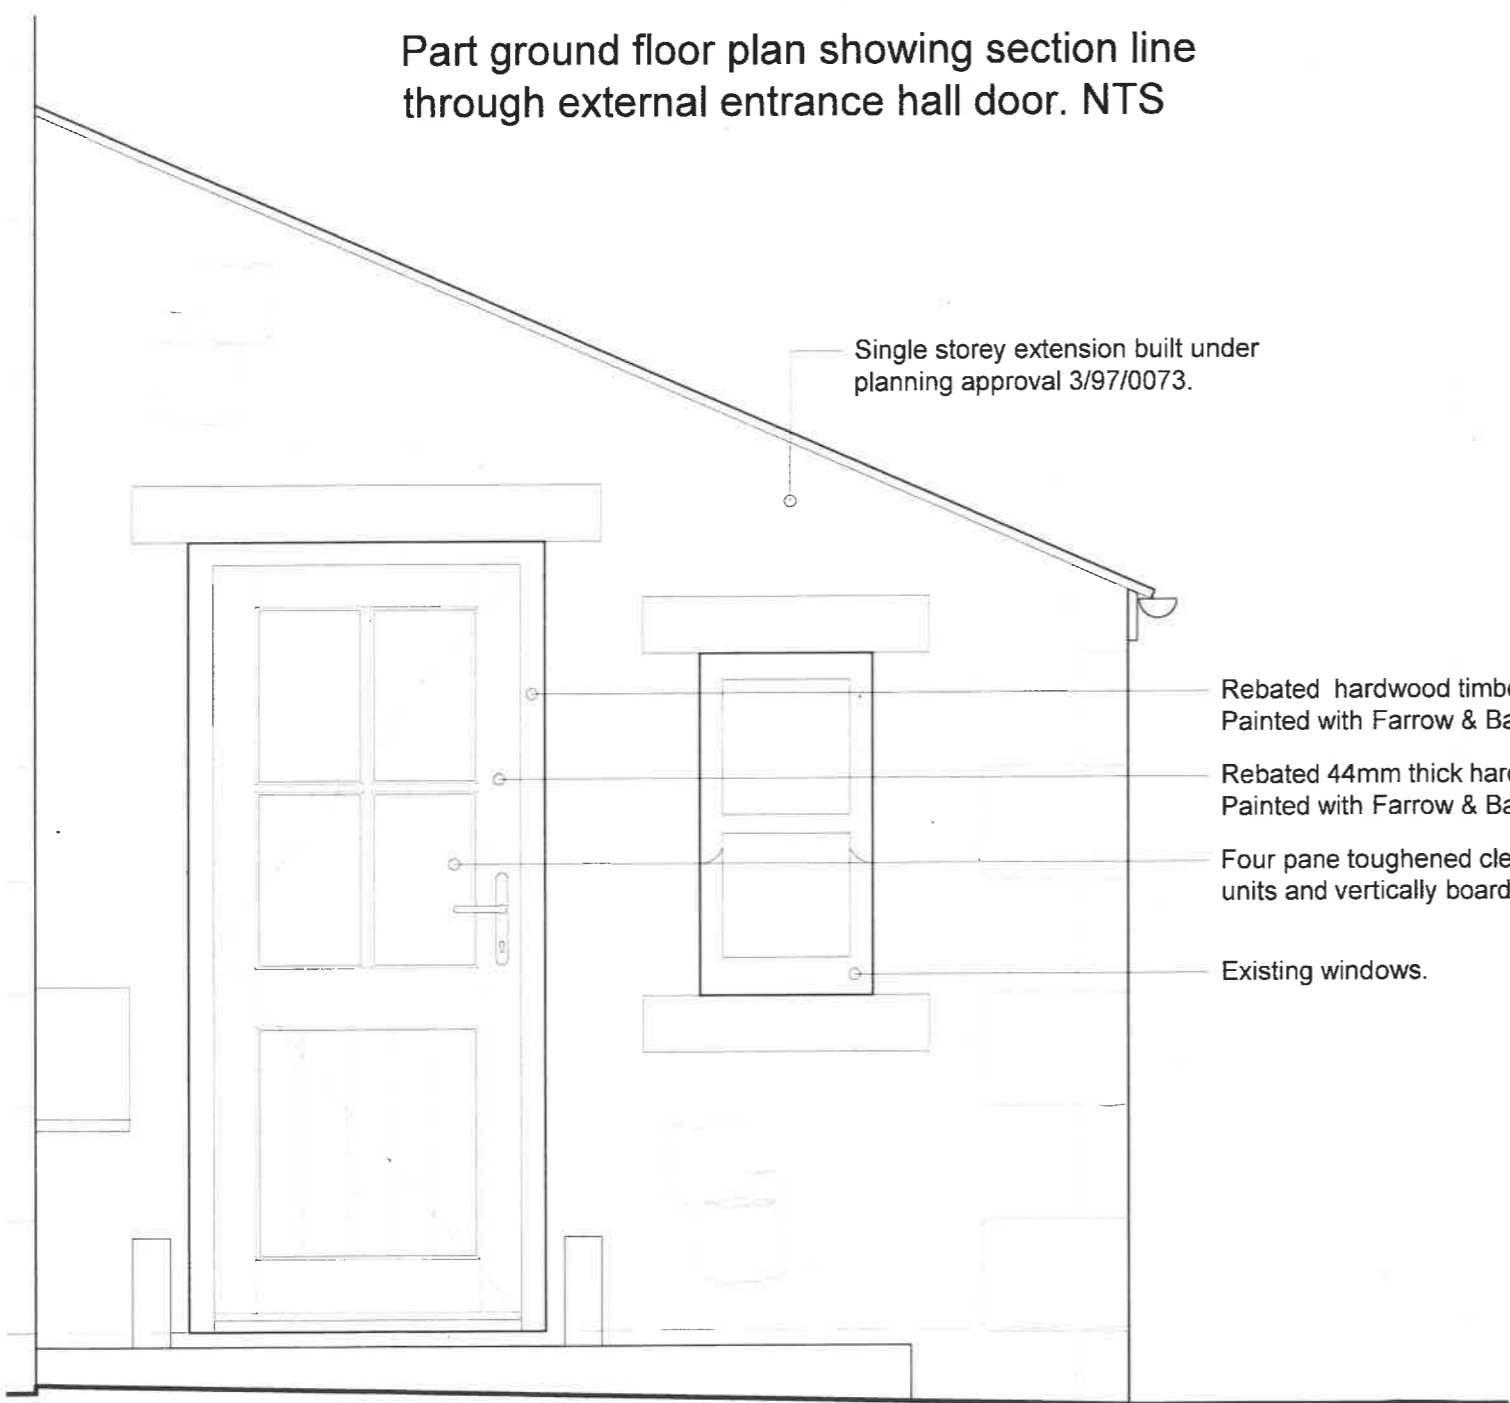 Part ground floor plan showing section line
through external entrance hall door. NTS
Single storey extension built under
planning approval 3/97/0073.
Rebated hardwood
Painted with Farrow &
Rebated 44mm thick
Painted with Farrow &
Four pane toughened
units and vertically
Existing windows.